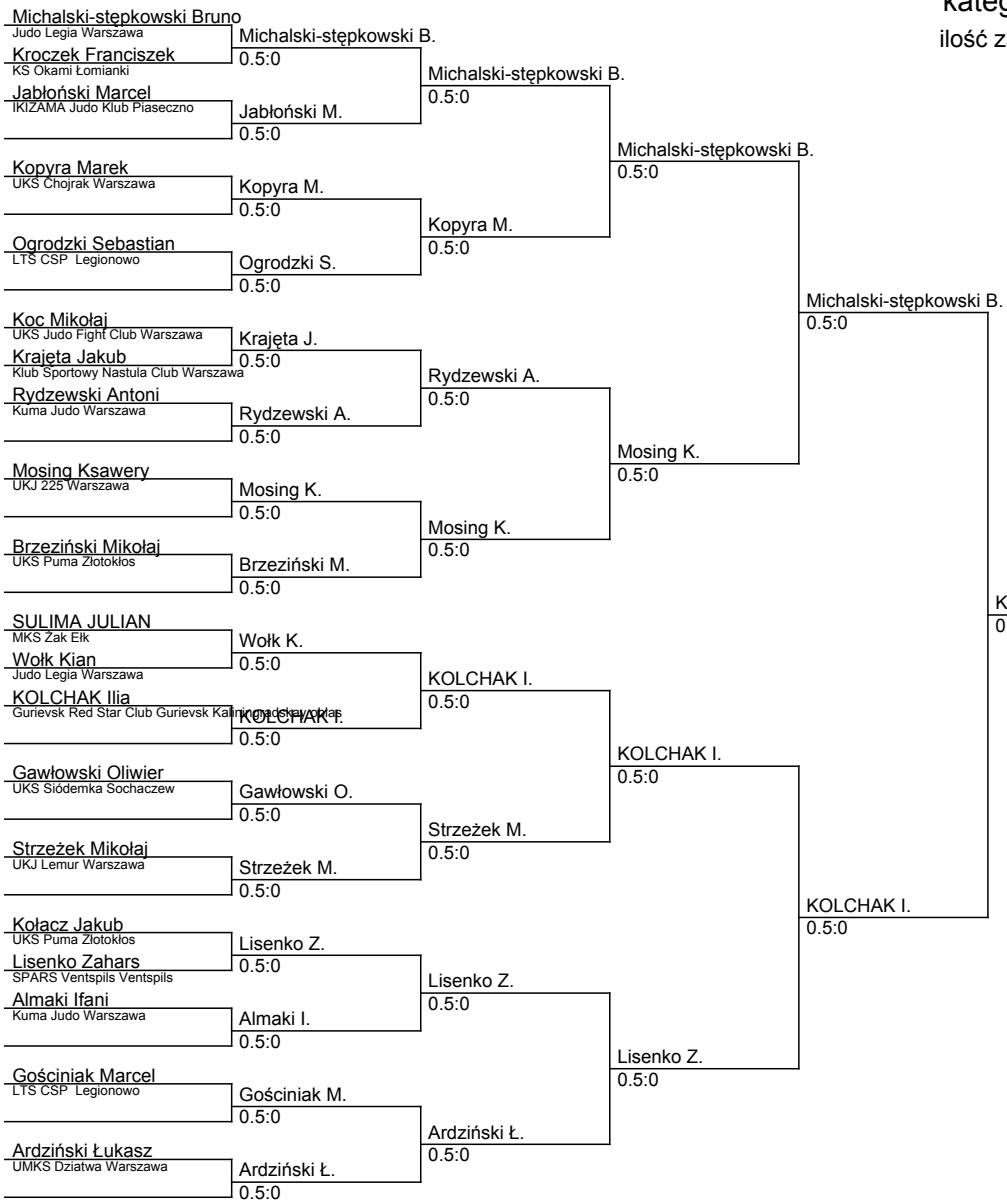 kateg
ilość z
Michalski-stępkowski Bruno
Judo Legia Warszawa
Kroczek Franciszek
KS Okami Łomianki
Jabłoński Marcel
IKIZAMA Judo Klub Piaseczno
Kopyra Marek
UKS Chojrak Warszawa
Ogrodzki Sebastian
LTS CSP Legionowo
Koc Mikołaj
UKS Judo Fight Club Warszawa
Krajęta Jakub
Klub Sportowy Nastula Club Warszawa
Rydzewski Antoni
Kuma Judo Warszawa
Mosing Ksawery
UKJ 225 Warszawa
Brzeziński Mikołaj
UKS Puma Złotokłos
SULIMA JULIAN
MKS Żak Ełk
Wołk Kian
Judo Legia Warszawa
KOLCHAK Ilia
Gurievsk Red Star Club Gurievsk Kaliningradskay oblas
Gawłowski Oliwier
UKS Siódemka Sochaczew
Strzeżek Mikołaj
UKJ Lemur Warszawa
Kołacz Jakub
UKS Puma Złotokłos
Lisenko Zahars
SPARS Ventspils Ventspils
Almaki Ifani
Kuma Judo Warszawa
Gościniak Marcel
LTS CSP Legionowo
Ardziński Łukasz
UMKS Dziatwa Warszawa
Michalski-stępkowski B.
0.5:0
Jabłoński M.
0.5:0
Kopyra M.
0.5:0
Ogrodzki S.
0.5:0
Krajęta J.
0.5:0
Rydzewski A.
0.5:0
Mosing K.
0.5:0
Brzeziński M.
0.5:0
Wołk K.
0.5:0
KOLCHAK I.
0.5:0
Gawłowski O.
0.5:0
Strzeżek M.
0.5:0
Lisenko Z.
0.5:0
Almaki I.
0.5:0
Gościniak M.
0.5:0
Ardziński Ł.
0.5:0
Michalski-stępkowski B.
0.5:0
Kopyra M.
0.5:0
Rydzewski A.
0.5:0
Mosing K.
0.5:0
KOLCHAK I.
0.5:0
Strzeżek M.
0.5:0
Lisenko Z.
0.5:0
Ardziński Ł.
0.5:0
Michalski-stępkowski B.
0.5:0
Mosing K.
0.5:0
KOLCHAK I.
0.5:0
Lisenko Z.
0.5:0
Michalski-stępkowski B.
0.5:0
KOLCHAK I.
0.5:0
K
0